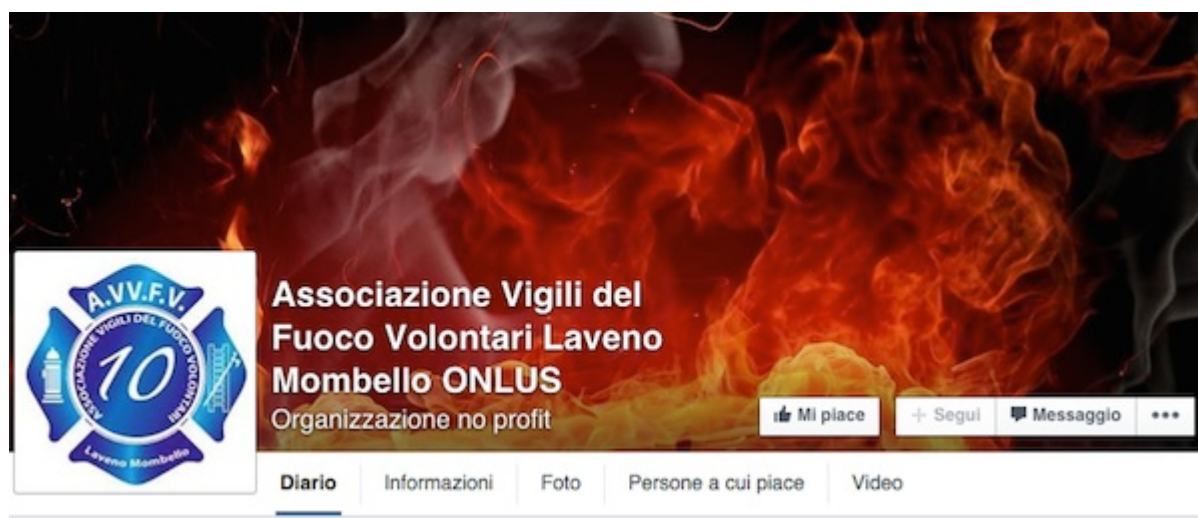 A.VV.F.V.
ASSOCIAZIONE VIGILI DEL FUOCO VOLONTARI
10
Laveno Mombello
Associazione Vigili del
Fuoco Volontari Laveno
Mombello ONLUS
Organizzazione no profit
Mi piace
+ Segui
Messaggio
Diario
Informazioni
Foto
Persone a cui piace
Video